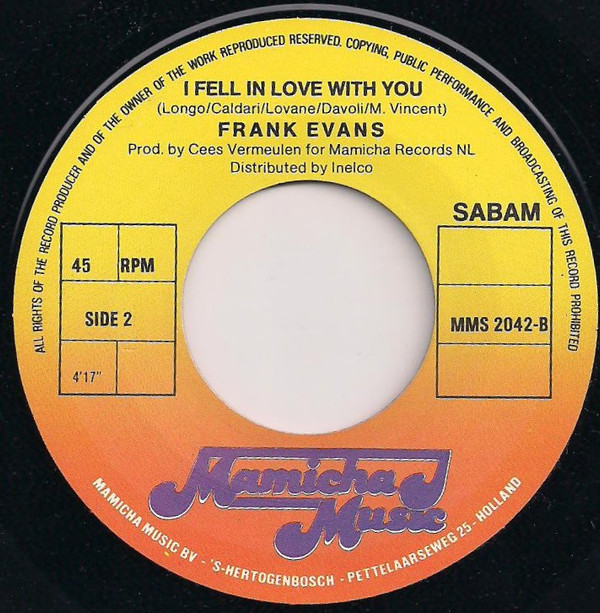 ALL RIGHTS OF THE RECORD PRODUCER AND OF THE OWNER OF THE WORK REPRODUCED RESERVED. COPYING, PUBLIC PERFORMANCE AND BROADCASTING OF THIS RECORD PROHIBITED
I FELL IN LOVE WITH YOU
(Longo/Caldari/Lovane/Davoli/M. Vincent)
FRANK EVANS
Prod. by Cees Vermeulen for Mamicha Records NL
Distributed by Inelco
SABAM
45 RPM
SIDE 2
MMS 2042-B
4'17"
Mamicha
Music
MAMICHA MUSIC BV - 'S-HERTOGENBOSCH - PETTELAARSEWEG 25 - HOLLAND